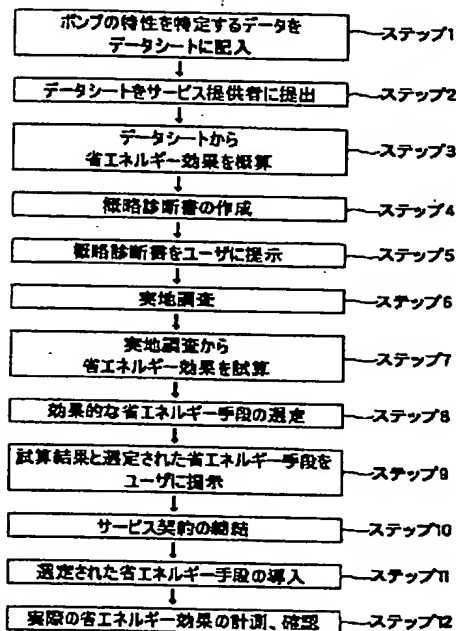 ポンプの特性を特定するデータを
データシートに記入
ステップ1
データシートをサービス提供者に提出
ステップ2
データシートから
省エネルギー効果を概算
ステップ3
概略診断書の作成
ステップ4
概略診断書をユーザに提示
ステップ5
実地調査
ステップ6
実地調査から
省エネルギー効果を試算
ステップ7
効果的な省エネルギー手段の選定
ステップ8
試算結果と選定された省エネルギー手段を
ユーザに提示
ステップ9
サービス契約の締結
ステップ10
選定された省エネルギー手段の導入
ステップ11
実際の省エネルギー効果の計測、確認
ステップ12